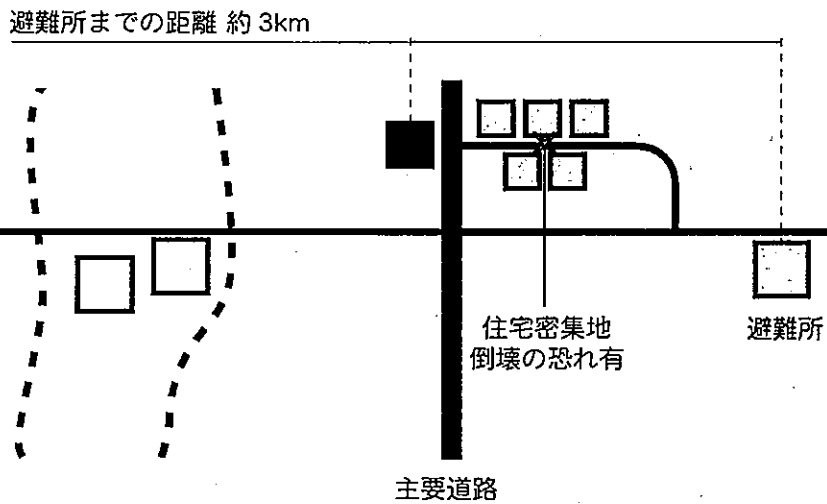 避難所までの距離 約 3km
住宅密集地
倒壊の恐れ有
避難所
主要道路